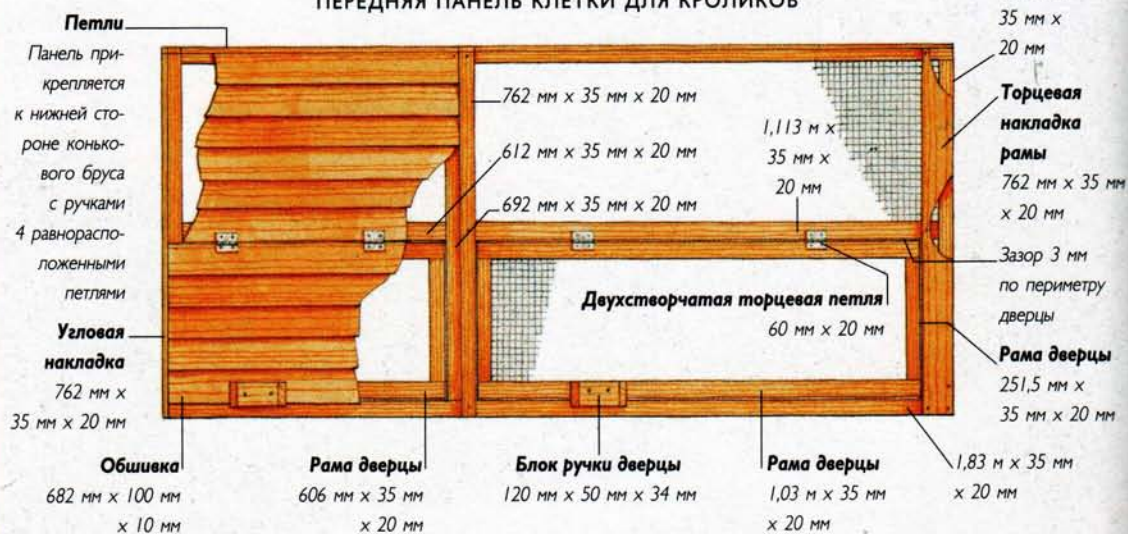 ПЕРЕДНЯЯ ПАНЕЛЬ КЛЕТКИ ДЛЯ КРОЛИКОВ
Петли
Панель при-
крепляется
к нижней сто-
роне конько-
вого бруса
с ручками
4 равнораспо-
ложенными
петлями
Угловая
накладка
762 мм х
35 мм х 20 мм
762 мм х 35 мм х 20 мм
612 мм х 35 мм х 20 мм
692 мм х 35 мм х 20 мм
1,113 м х
35 мм х
20 мм
Двухстворчатая торцевая петля
60 мм х 20 мм
35 мм х
20 мм
Торцевая
накладка
рамы
762 мм х 35 мм
х 20 мм
Зазор 3 мм
по периметру
дверцы
Рама дверцы
251,5 мм х
35 мм х 20 мм
Обшивка
682 мм х 100 мм
х 10 мм
Рама дверцы
606 мм х 35 мм
х 20 мм
Блок ручки дверцы
120 мм х 50 мм х 34 мм
Рама дверцы
1,03 м х 35 мм
х 20 мм
1,83 м х 35 мм
х 20 мм